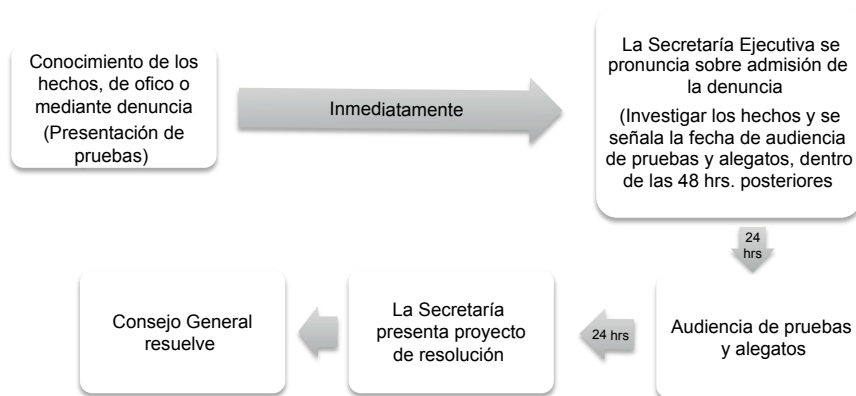 Conocimiento de los
hechos, de ofico o
mediante denuncia
(Presentación de
pruebas)
Inmediatamente
La Secretaría Ejecutiva se
pronuncia sobre admisión de
la denuncia
(Investigar los hechos y se
señala la fecha de audiencia
de pruebas y alegatos, dentro
de las 48 hrs. posteriores
24
hrs
Audiencia de pruebas
y alegatos
24 hrs
La Secretaría
presenta proyecto
de resolución
Consejo General
resuelve